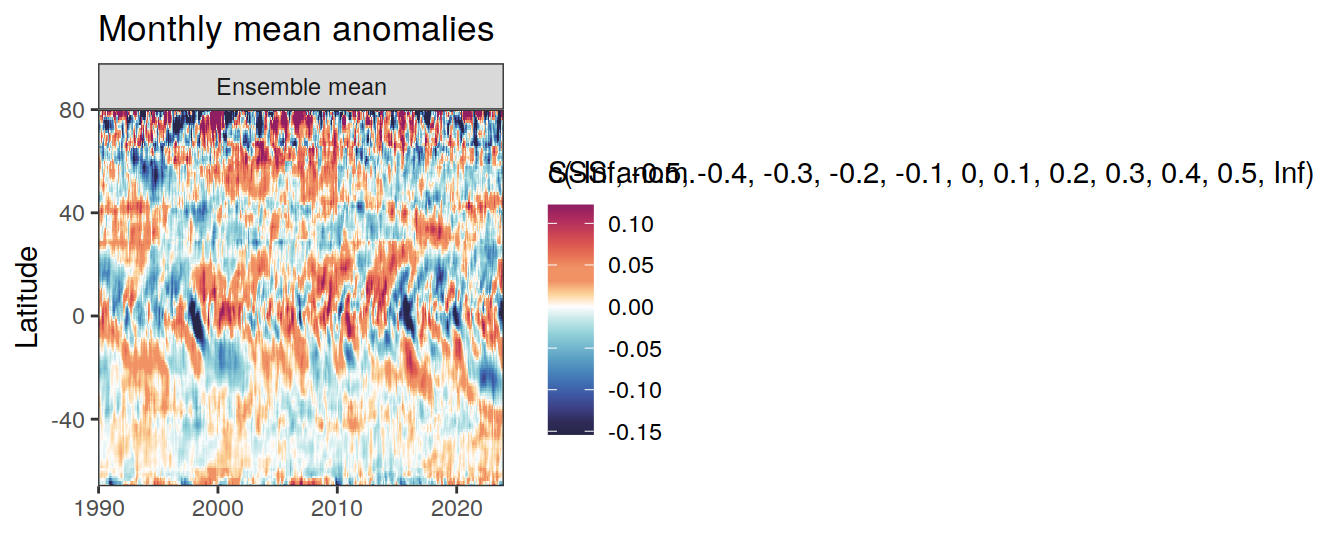 Monthly mean anomalies
Ensemble mean
80
40
0
-40
Latitude
1990 2000 2010 2020
SSS anom.
c(-Inf, -0.5, -0.4, -0.3, -0.2, -0.1, 0, 0.1, 0.2, 0.3, 0.4, 0.5, Inf)
0.10
0.05
0.00
-0.05
-0.10
-0.15